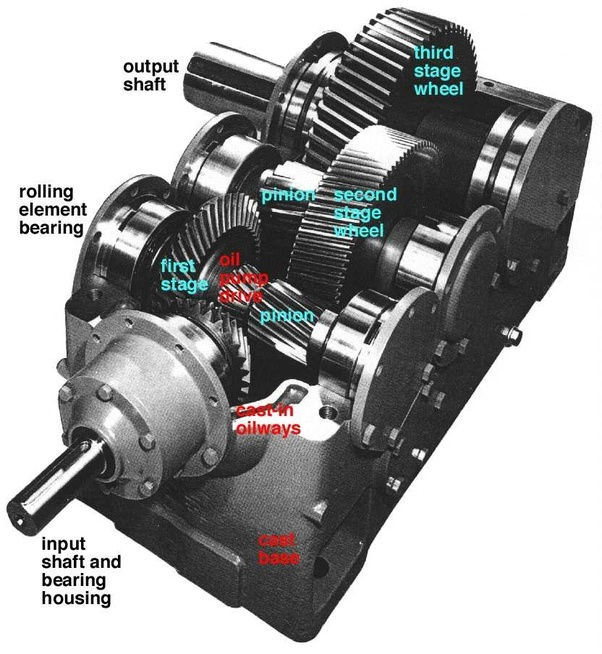 output
shaft
third
stage
wheel
rolling
element
bearing
pinion
second
stage
wheel
first
stage
oil
pump
drive
pinion
cast-in
oilways
cast
base
input
shaft and
bearing
housing